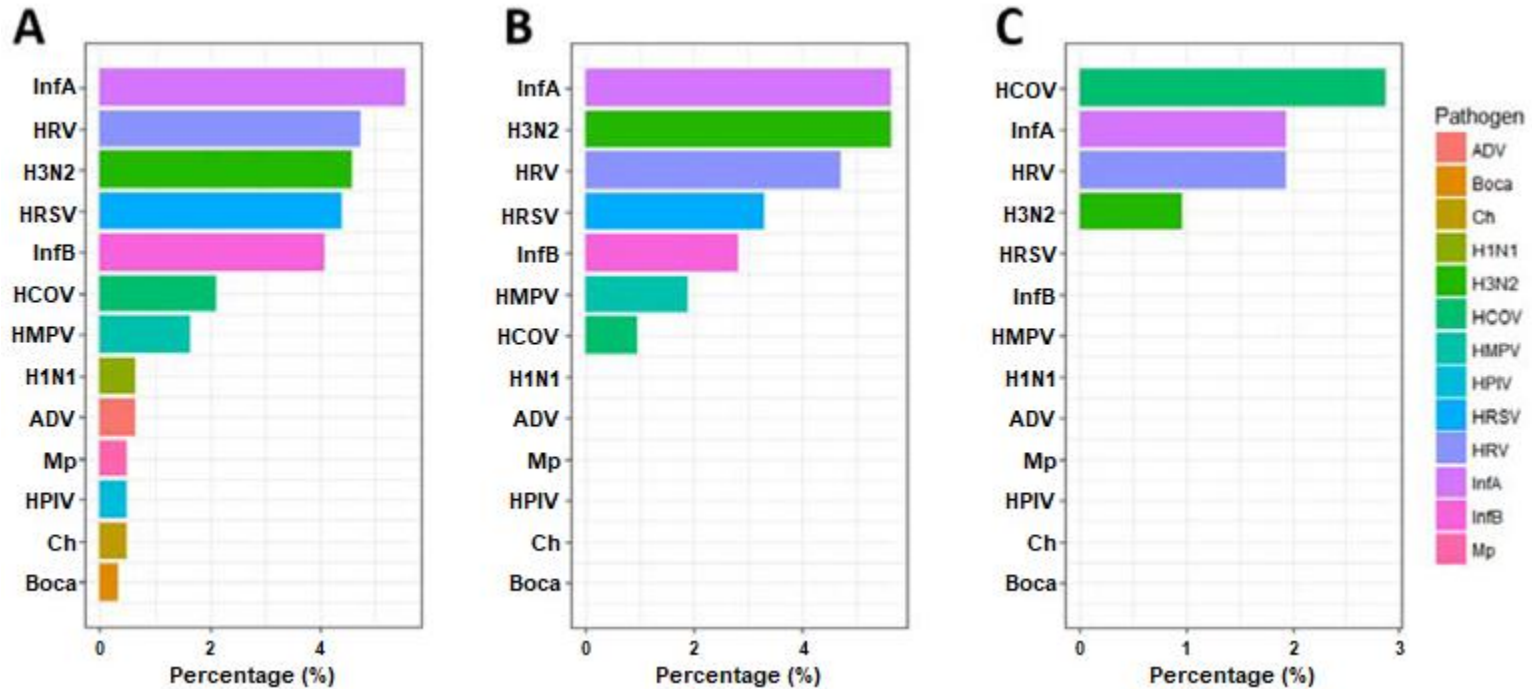 A
InfA
HRV
H3N2
HRSV
InfB
HCOV
HMPV
H1N1
ADV
Mp
HPIV
Ch
Boca
0 2 4
Percentage (%)
B
InfA
H3N2
HRV
HRSV
InfB
HMPV
HCOV
H1N1
ADV
Mp
HPIV
Ch
Boca
0 2 4
Percentage (%)
C
HCOV
InfA
HRV
H3N2
HRSV
InfB
HMPV
H1N1
ADV
Mp
HPIV
Ch
Boca
0 1 2 3
Percentage (%)
Pathogen
ADV
Boca
Ch
H1N1
H3N2
HCOV
HMPV
HPIV
HRSV
HRV
InfA
InfB
Mp